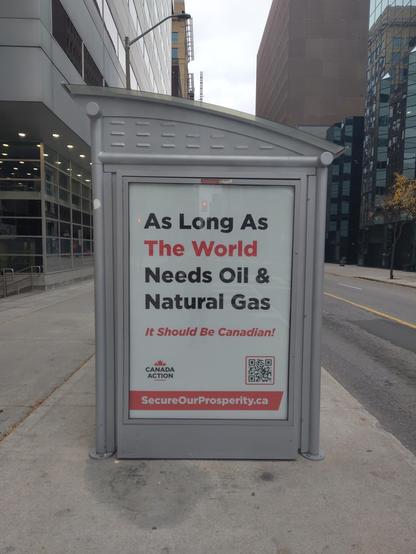 As Long As
The World
Needs Oil &
Natural Gas
It Should Be Canadian!
CANADA
ACTION
SecureOurProsperity.ca